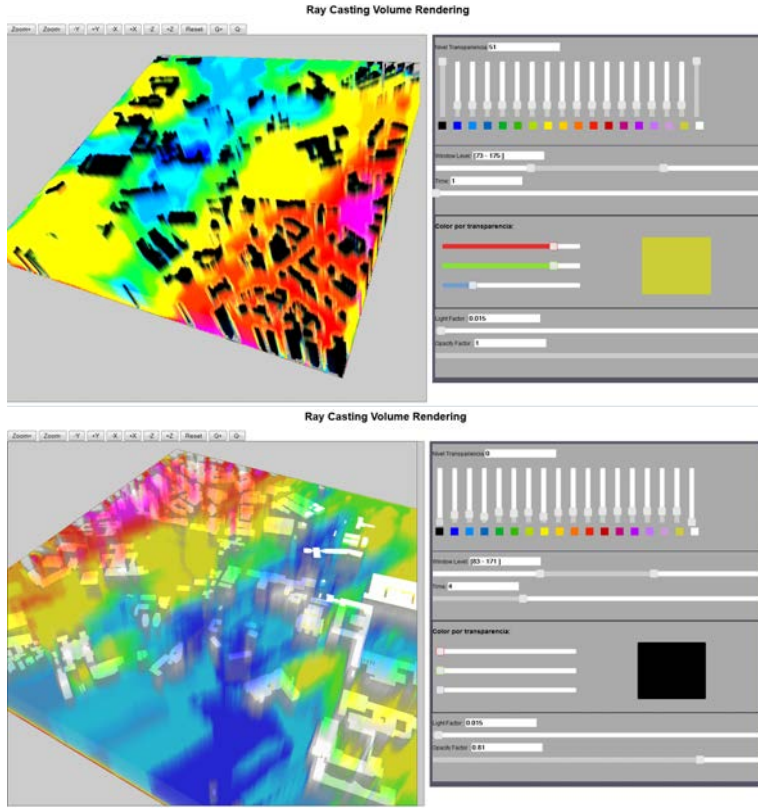 Ray Casting Volume Rendering
Zoom+ Zoom- -Y +Y -X +X -Z +Z Reset G+ G-
Nivel Transparencia: 51
Window Level: [73 - 175 ]
Time: 1
Color por transparencia:
Light Factor: 0.015
Opacity Factor: 1
Ray Casting Volume Rendering
Zoom+ Zoom- -Y +Y -X +X -Z +Z Reset G+ G-
Nivel Transparencia: 0
Window Level: [83 - 171 ]
Time: 4
Color por transparencia:
Light Factor: 0.015
Opacity Factor: 0.81